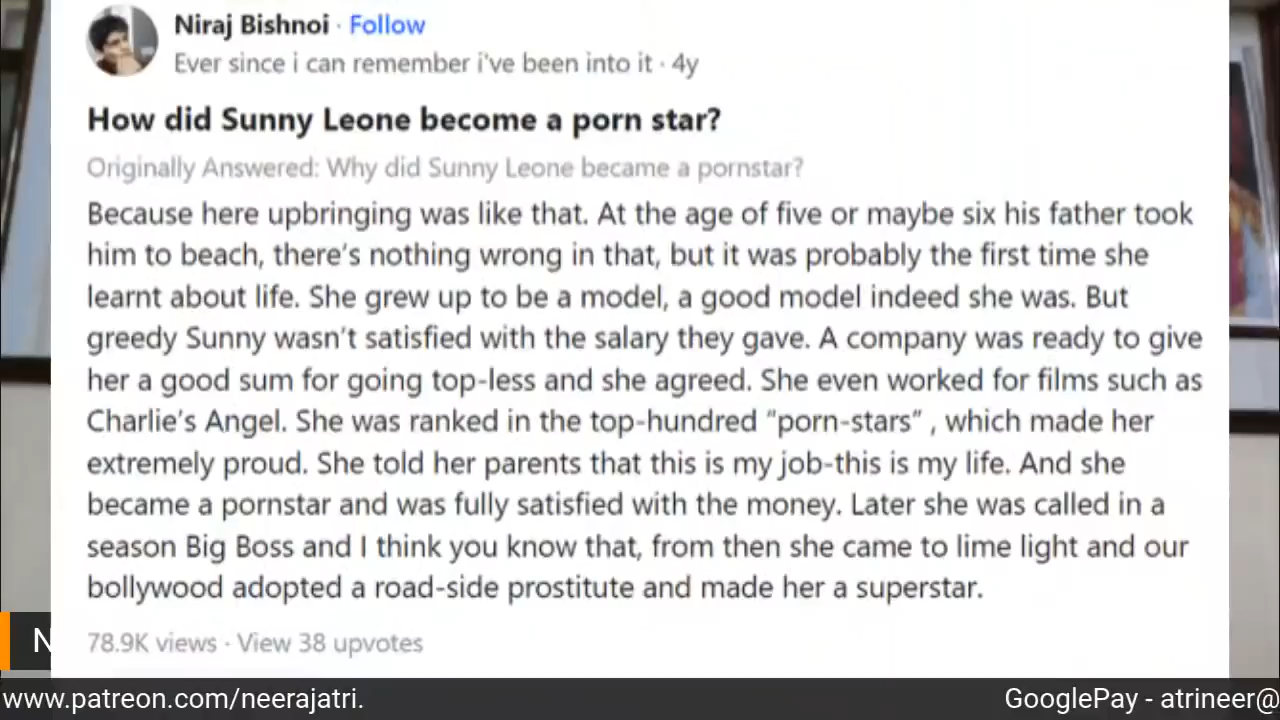 Niraj Bishnoi · Follow
Ever since i can remember i've been into it · 4y
How did Sunny Leone become a porn star?
Originally Answered: Why did Sunny Leone became a pornstar?
Because here upbringing was like that. At the age of five or maybe six his father took
him to beach, there's nothing wrong in that, but it was probably the first time she
learnt about life. She grew up to be a model, a good model indeed she was. But
greedy Sunny wasn't satisfied with the salary they gave. A company was ready to give
her a good sum for going top-less and she agreed. She even worked for films such as
Charlie's Angel. She was ranked in the top-hundred "porn-stars" , which made her
extremely proud. She told her parents that this is my job-this is my life. And she
became a pornstar and was fully satisfied with the money. Later she was called in a
season Big Boss and I think you know that, from then she came to lime light and our
bollywood adopted a road-side prostitute and made her a superstar.
78.9K views · View 38 upvotes
N
www.patreon.com/neerajatri. GooglePay - atrineer@